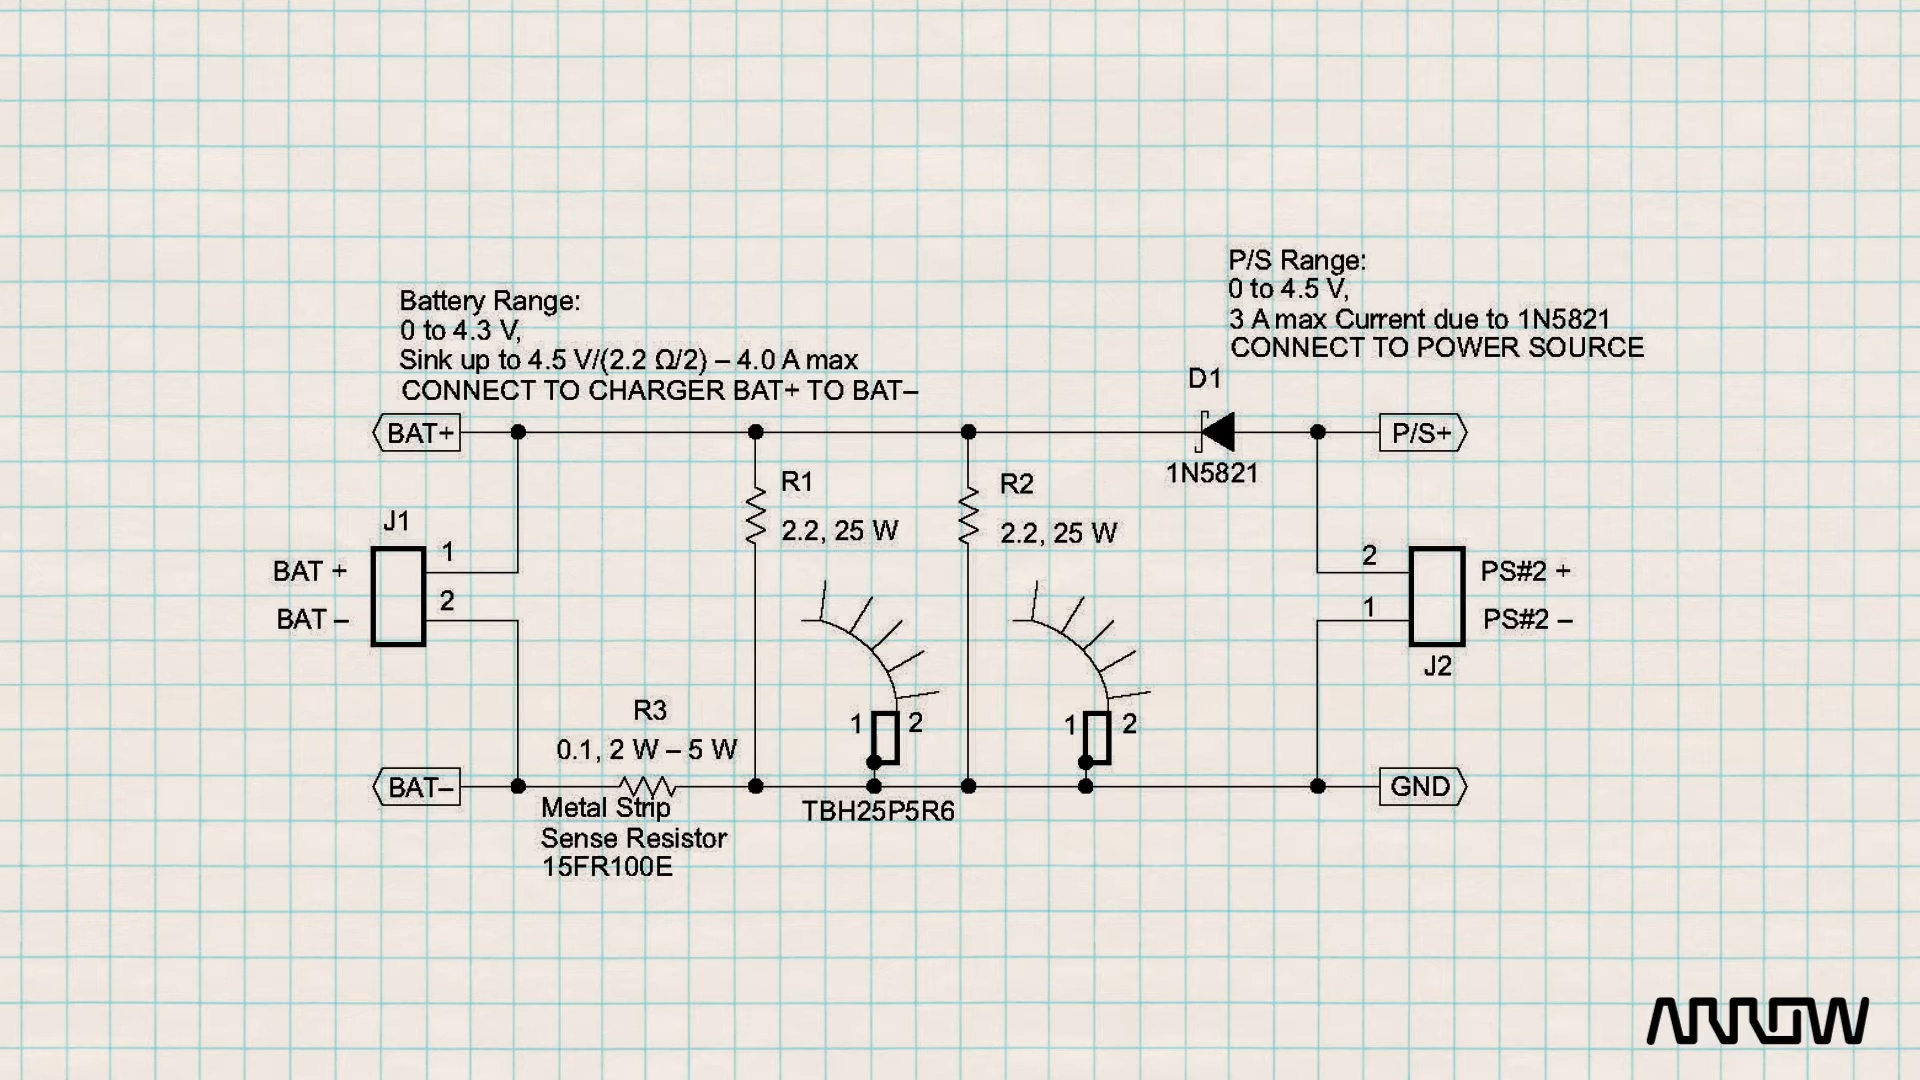 P/S Range:
0 to 4.5 V,
3 A max Current due to 1N5821
CONNECT TO POWER SOURCE
Battery Range:
0 to 4.3 V,
Sink up to 4.5 V/(2.2 Ω/2) – 4.0 A max
CONNECT TO CHARGER BAT+ TO BAT–
D1
BAT+
P/S+
1N5821
R1
2.2, 25 W
R2
2.2, 25 W
J1
BAT +
BAT –
1
2
2
1
PS#2 +
PS#2 –
J2
R3
0.1, 2 W – 5 W
1
2
1
2
BAT–
GND
Metal Strip
Sense Resistor
15FR100E
TBH25P5R6
ARROW